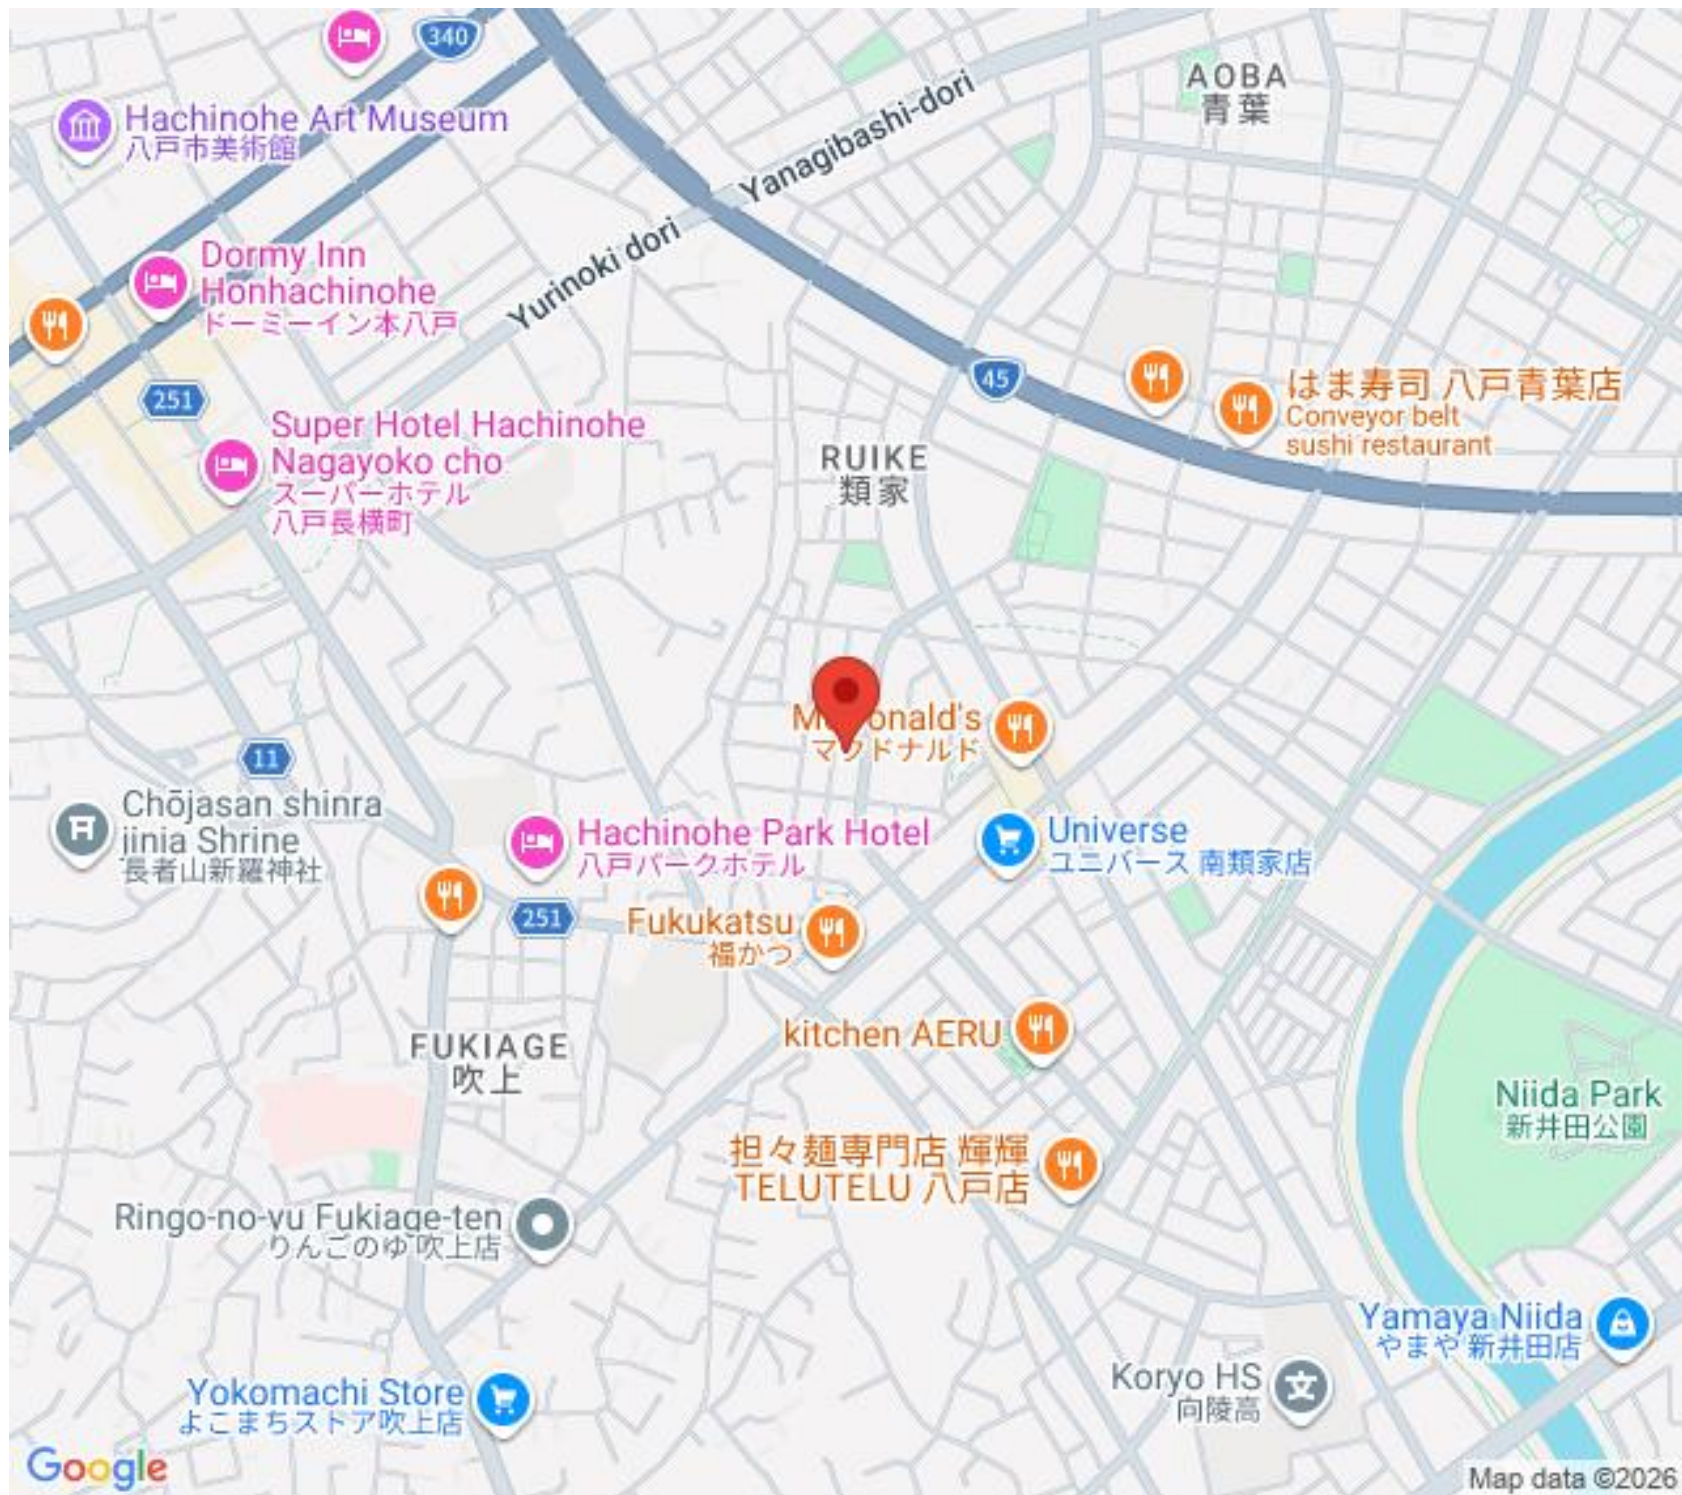 340
Hachinohe Art Museum
八戸市美術館
AOBA
青葉
Yanagibashi-dori
Yurinoki dori
Dormy Inn
Honhachinohe
ドーミーイン本八戸
251
45
はま寿司 八戸青葉店
Conveyor belt
sushi restaurant
Super Hotel Hachinohe
Nagayoko cho
スーパーホテル
八戸長横町
RUIKE
類家
McDonald's
マクドナルド
11
Chōjasan shinra
jinja Shrine
長者山新羅神社
Hachinohe Park Hotel
八戸パークホテル
Universe
ユニバース 南類家店
251
Fukukatsu
福かつ
kitchen AERU
FUKIAGE
吹上
Niida Park
新井田公園
担々麺専門店 輝輝
TELUTELU 八戸店
Ringo-no-yu Fukiage-ten
りんごのゆ 吹上店
Yamaya Niida
やまや 新井田店
Koryo HS
向陵高
文
Yokomachi Store
よこまちストア吹上店
Google
Map data ©2026